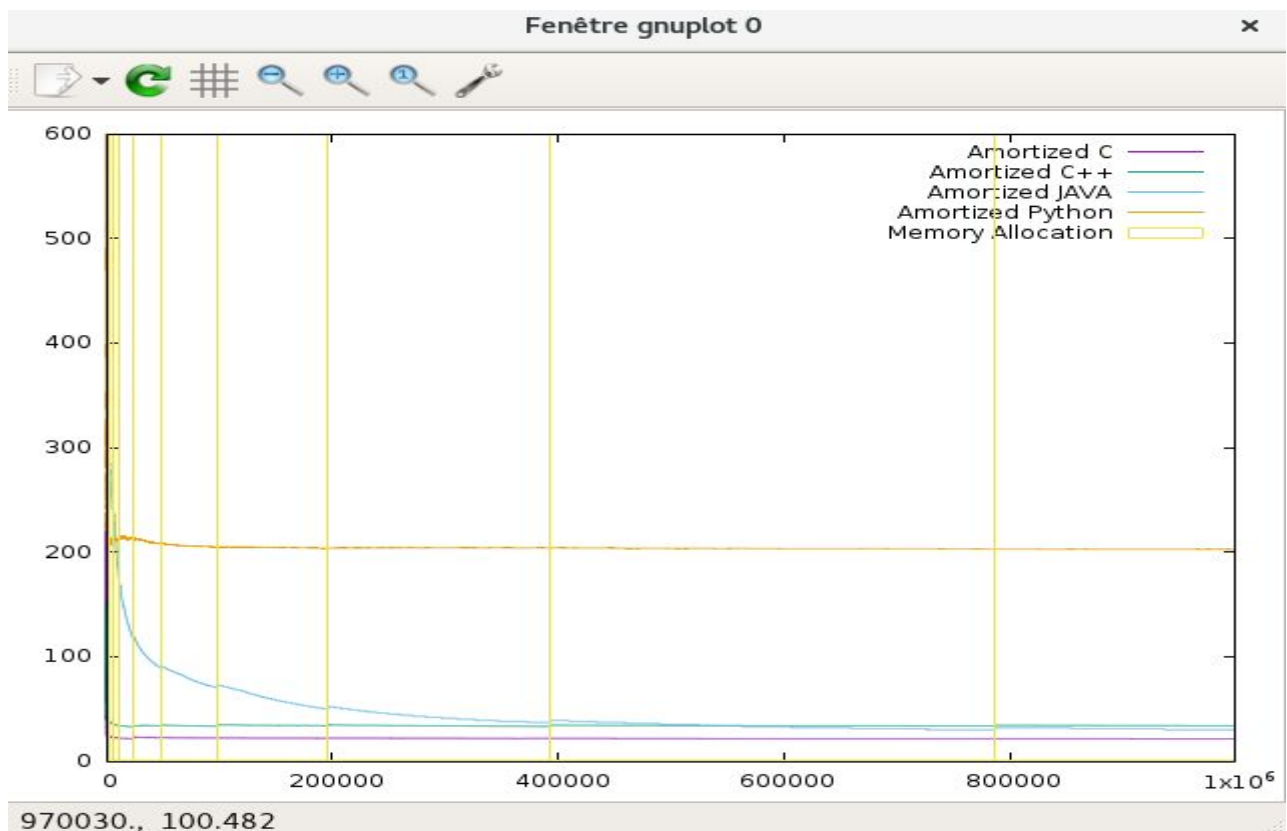 Fenêtre gnuplot 0
×
1
600
500
400
300
200
100
0
Amortized C
Amortized C++
Amortized JAVA
Amortized Python
Memory Allocation
0 200000 400000 600000 800000 1x10⁶
970030., 100.482